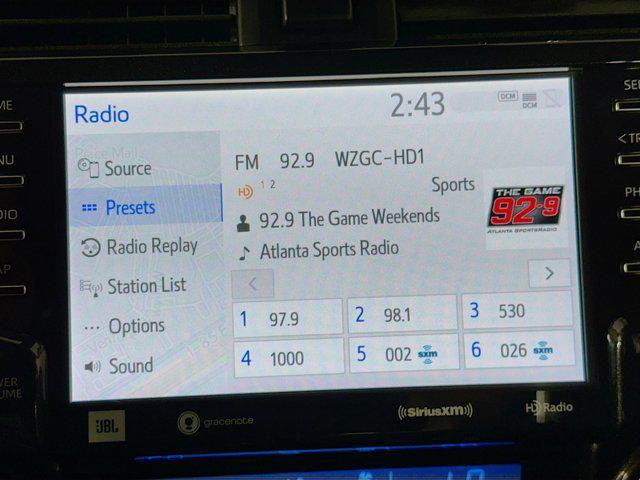 Radio
2:43
DCM
DCM
Source
Presets
Radio Replay
Station List
Options
Sound
FM 92.9 WZGC-HD1
HD 1 2
Sports
92.9 The Game Weekends
Atlanta Sports Radio
THE GAME
92-9
ATLANTA SPORTSRADIO
<
>
1 97.9
2 98.1
3 530
4 1000
5 002 sxm
6 026 sxm
JBL
gracenote
((SiriusXM))
HD Radio